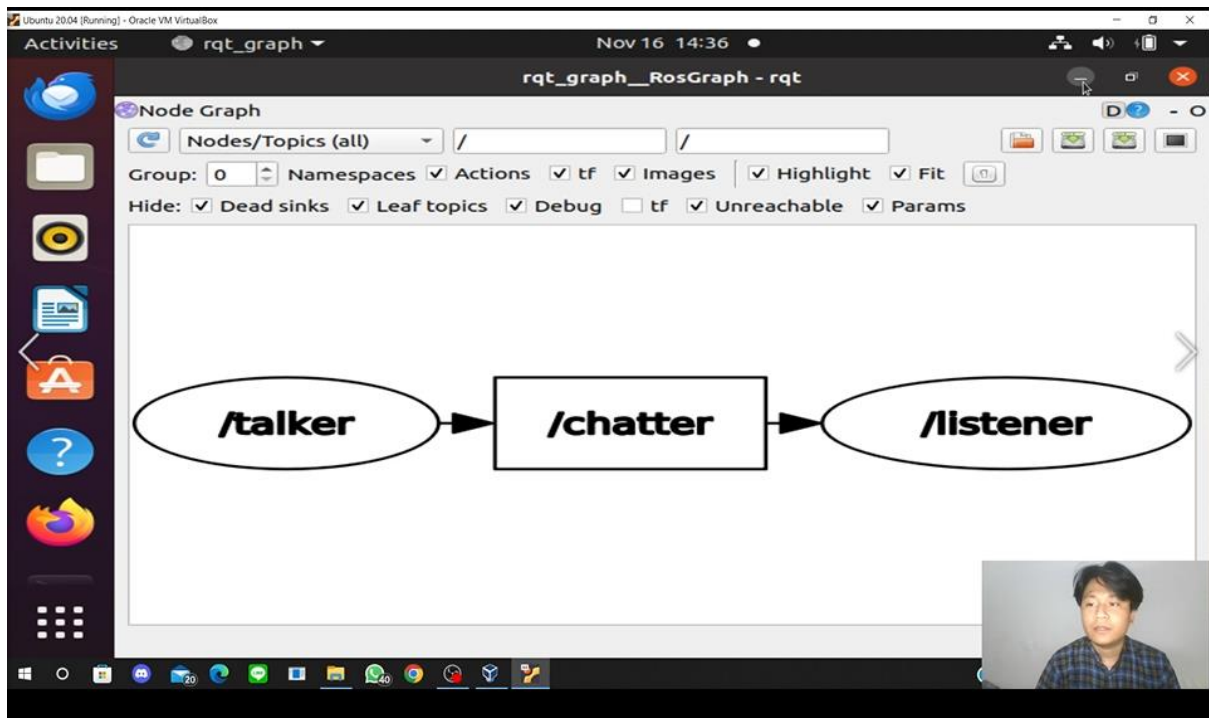 Ubuntu 20.04 [Running] - Oracle VM VirtualBox
Activities rqt_graph Nov 16 14:36
rqt_graph__RosGraph - rqt
Node Graph D ? - O
Nodes/Topics (all) / /
Group: 0 Namespaces Actions tf Images Highlight Fit
Hide: Dead sinks Leaf topics Debug tf Unreachable Params
/talker /chatter /listener
20 40